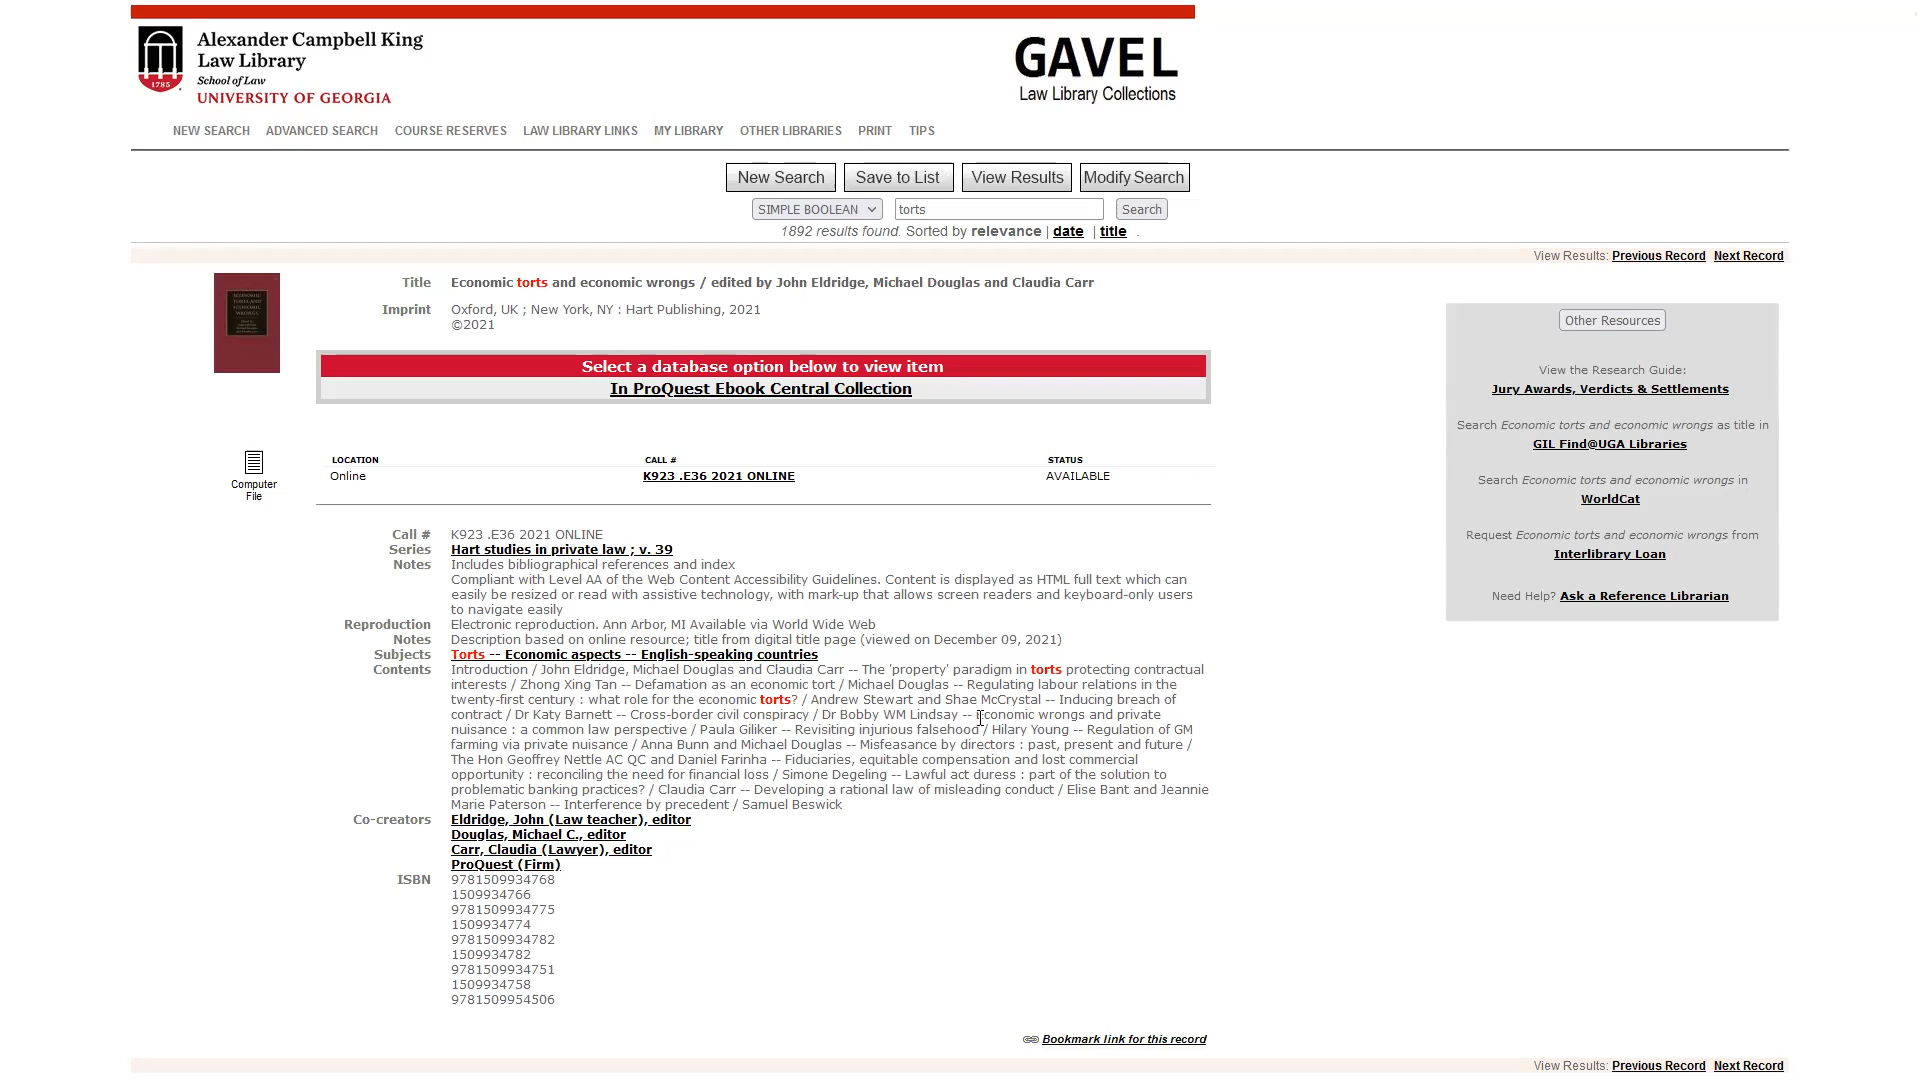 Alexander Campbell King
Law Library
School of Law
UNIVERSITY OF GEORGIA
1785
GAVEL
Law Library Collections
NEW SEARCH ADVANCED SEARCH COURSE RESERVES LAW LIBRARY LINKS MY LIBRARY OTHER LIBRARIES PRINT TIPS
New Search Save to List View Results Modify Search
SIMPLE BOOLEAN torts Search
1892 results found. Sorted by relevance | date | title .
View Results: Previous Record Next Record
Title Economic torts and economic wrongs / edited by John Eldridge, Michael Douglas and Claudia Carr
Imprint Oxford, UK ; New York, NY : Hart Publishing, 2021
©2021
Select a database option below to view item
In ProQuest Ebook Central Collection
Computer
File
LOCATION CALL # STATUS
Online K923 .E36 2021 ONLINE AVAILABLE
Call # K923 .E36 2021 ONLINE
Series Hart studies in private law ; v. 39
Notes Includes bibliographical references and index
Compliant with Level AA of the Web Content Accessibility Guidelines. Content is displayed as HTML full text which can
easily be resized or read with assistive technology, with mark-up that allows screen readers and keyboard-only users
to navigate easily
Reproduction Electronic reproduction. Ann Arbor, MI Available via World Wide Web
Notes Description based on online resource; title from digital title page (viewed on December 09, 2021)
Subjects Torts -- Economic aspects -- English-speaking countries
Contents Introduction / John Eldridge, Michael Douglas and Claudia Carr -- The 'property' paradigm in torts protecting contractual
interests / Zhong Xing Tan -- Defamation as an economic tort / Michael Douglas -- Regulating labour relations in the
twenty-first century : what role for the economic torts? / Andrew Stewart and Shae McCrystal -- Inducing breach of
contract / Dr Katy Barnett -- Cross-border civil conspiracy / Dr Bobby WM Lindsay -- Economic wrongs and private
nuisance : a common law perspective / Paula Giliker -- Revisiting injurious falsehood / Hilary Young -- Regulation of GM
farming via private nuisance / Anna Bunn and Michael Douglas -- Misfeasance by directors : past, present and future /
The Hon Geoffrey Nettle AC QC and Daniel Farinha -- Fiduciaries, equitable compensation and lost commercial
opportunity : reconciling the need for financial loss / Simone Degeling -- Lawful act duress : part of the solution to
problematic banking practices? / Claudia Carr -- Developing a rational law of misleading conduct / Elise Bant and Jeannie
Marie Paterson -- Interference by precedent / Samuel Beswick
Co-creators Eldridge, John (Law teacher), editor
Douglas, Michael C., editor
Carr, Claudia (Lawyer), editor
ProQuest (Firm)
ISBN 9781509934768
1509934766
9781509934775
1509934774
9781509934782
1509934782
9781509934751
1509934758
9781509954506
Bookmark link for this record
Other Resources
View the Research Guide:
Jury Awards, Verdicts & Settlements
Search Economic torts and economic wrongs as title in
GIL Find@UGA Libraries
Search Economic torts and economic wrongs in
WorldCat
Request Economic torts and economic wrongs from
Interlibrary Loan
Need Help? Ask a Reference Librarian
View Results: Previous Record Next Record